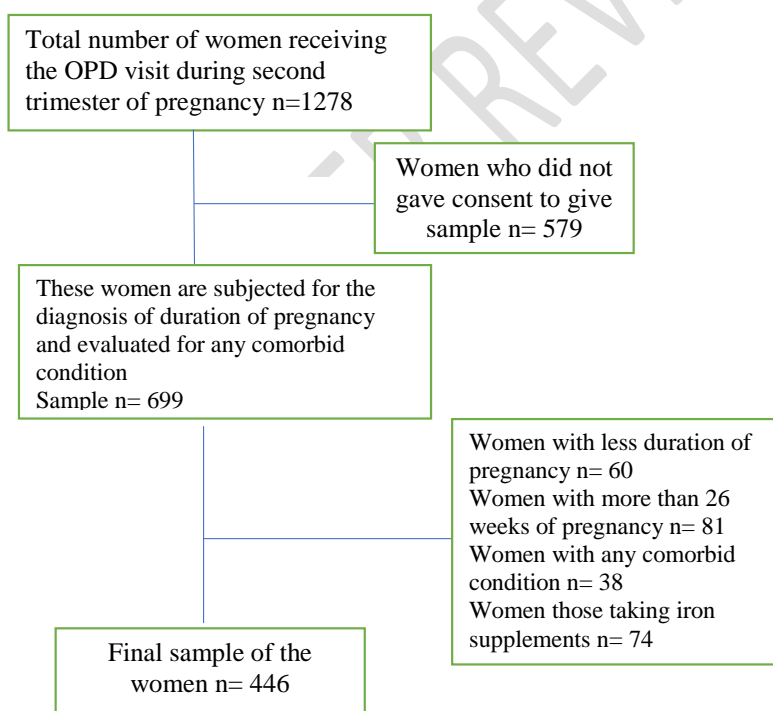 Total number of women receiving
the OPD visit during second
trimester of pregnancy n=1278
Women who did not
gave consent to give
sample n= 579
These women are subjected for the
diagnosis of duration of pregnancy
and evaluated for any comorbid
condition
Sample n= 699
Women with less duration of
pregnancy n= 60
Women with more than 26
weeks of pregnancy n= 81
Women with any comorbid
condition n= 38
Women those taking iron
supplements n= 74
Final sample of the
women n= 446